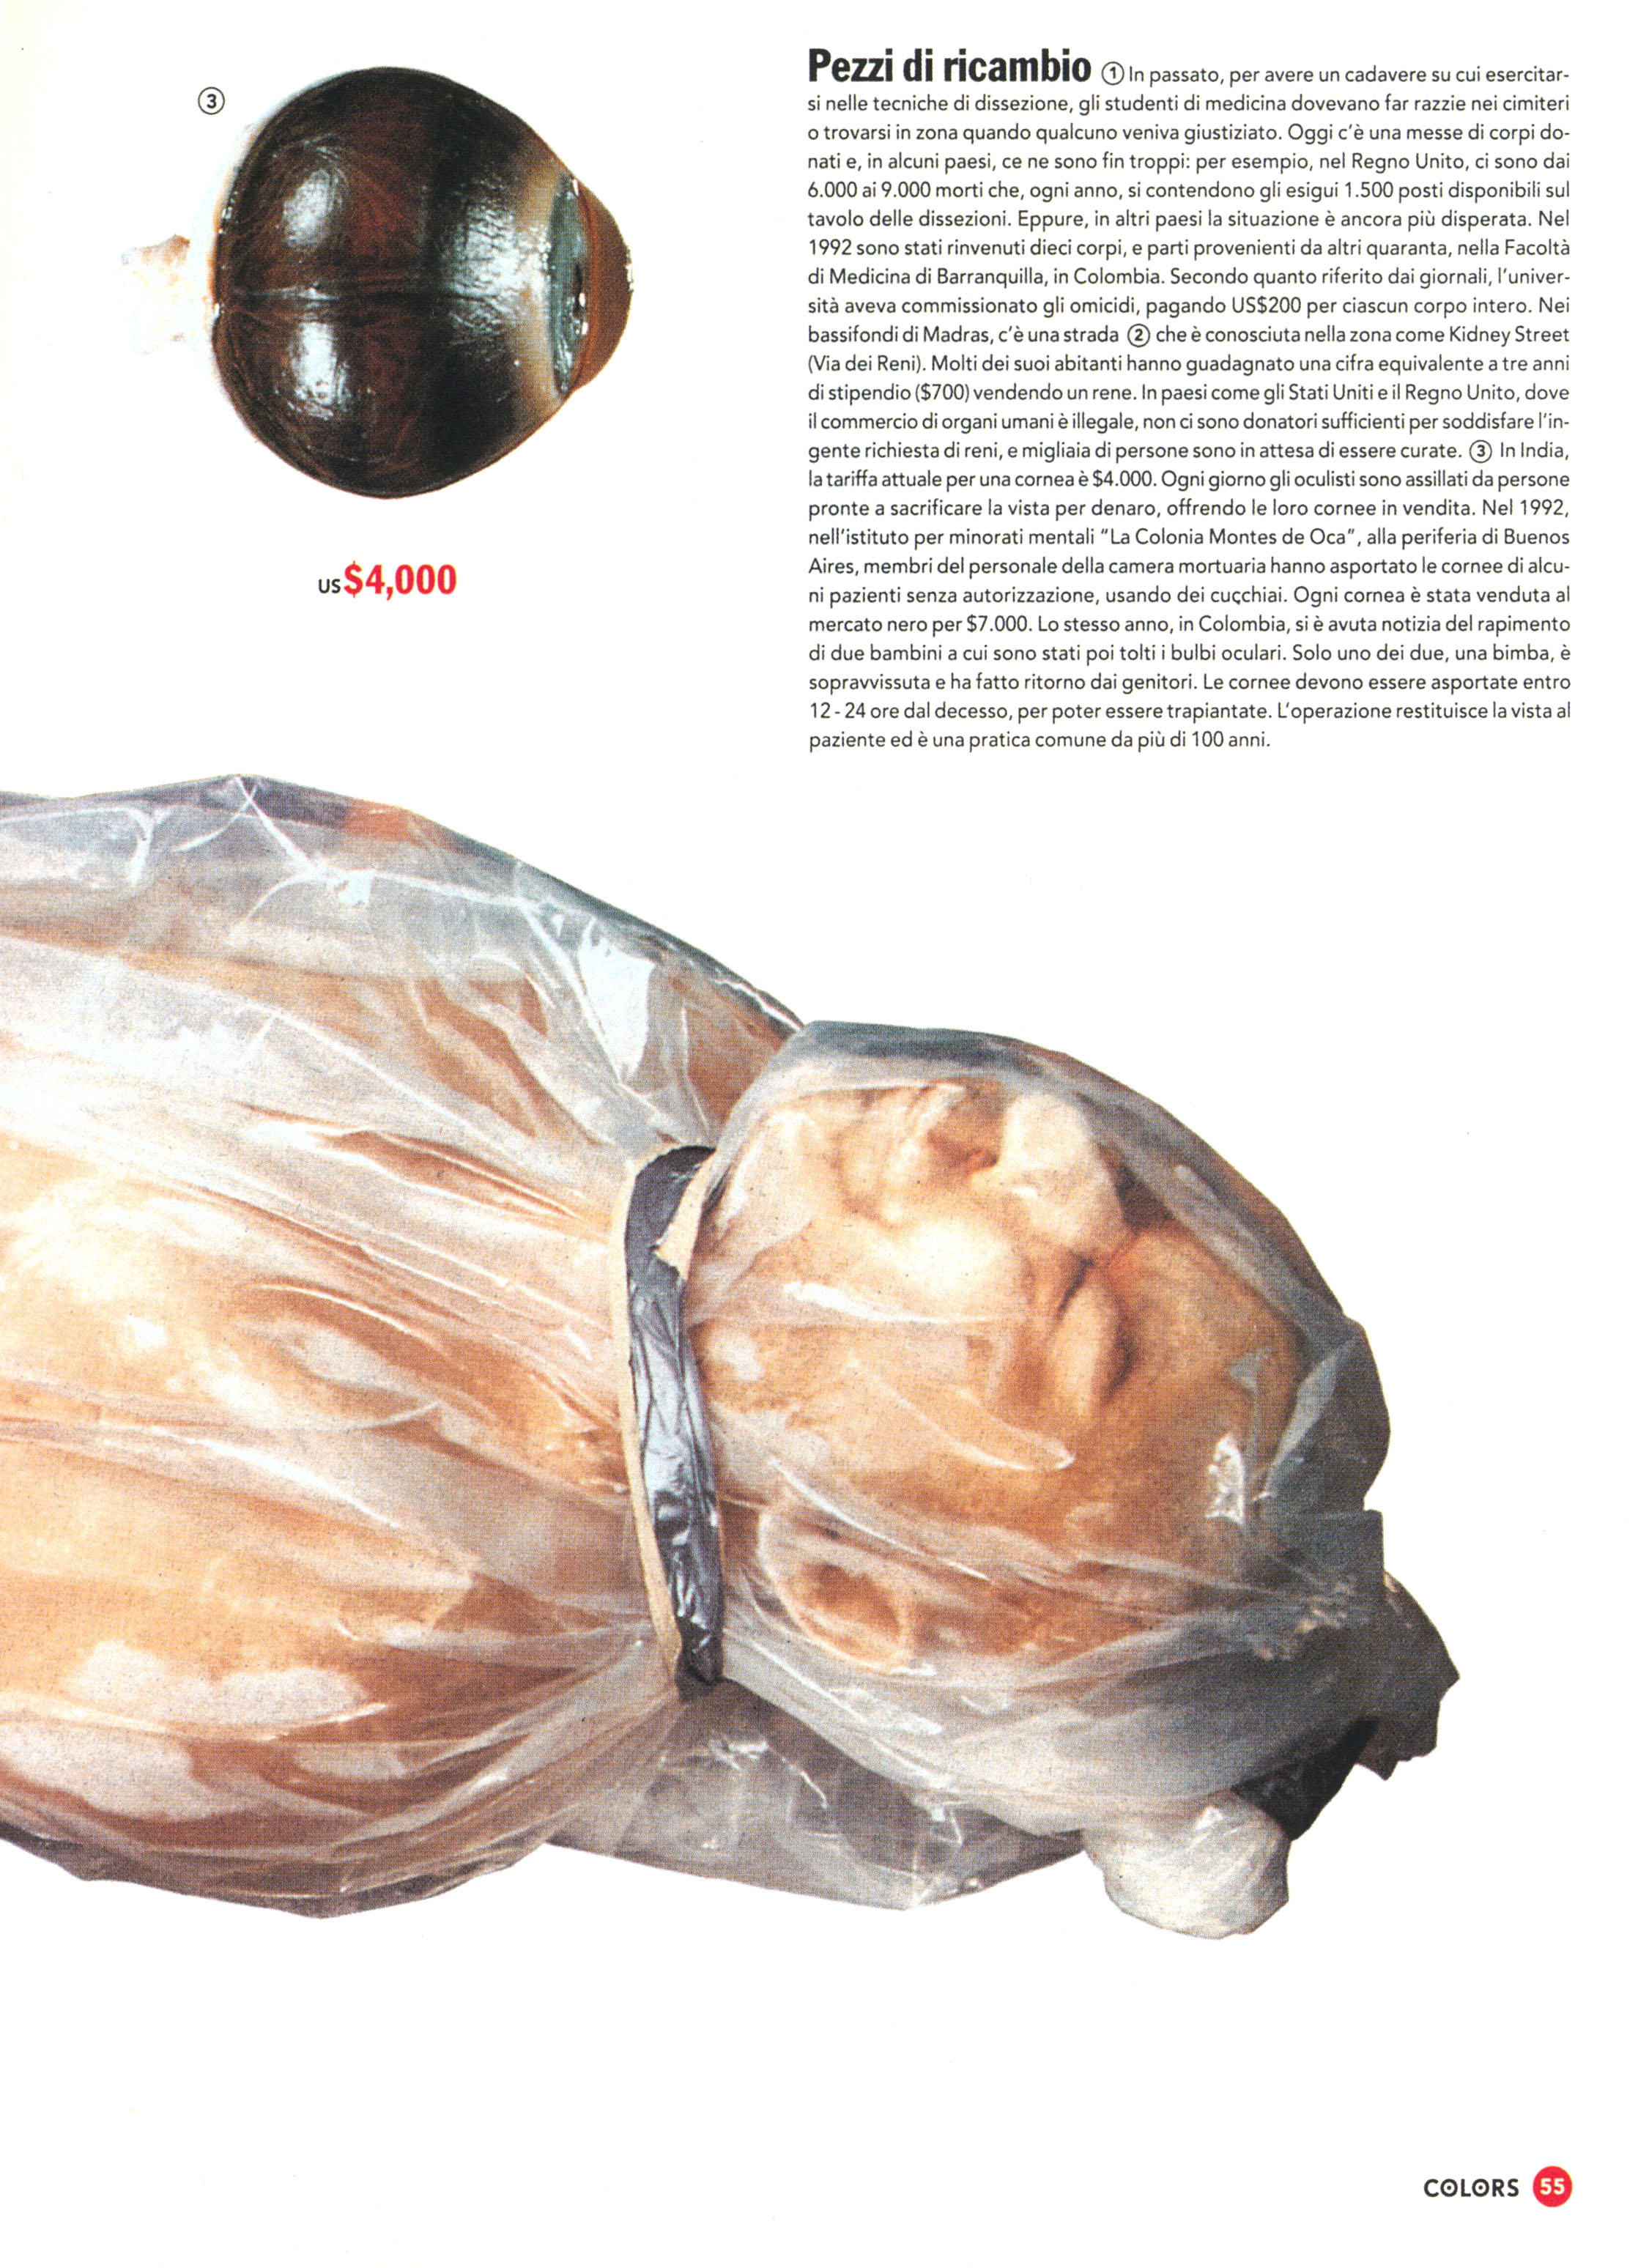 ③
US$4,000
Pezzi di ricambio ① In passato, per avere un cadavere su cui esercitar-
si nelle tecniche di dissezione, gli studenti di medicina dovevano far razzie nei cimiteri
o trovarsi in zona quando qualcuno veniva giustiziato. Oggi c'è una messe di corpi do-
nati e, in alcuni paesi, ce ne sono fin troppi: per esempio, nel Regno Unito, ci sono dai
6.000 ai 9.000 morti che, ogni anno, si contendono gli esigui 1.500 posti disponibili sul
tavolo delle dissezioni. Eppure, in altri paesi la situazione è ancora più disperata. Nel
1992 sono stati rinvenuti dieci corpi, e parti provenienti da altri quaranta, nella Facoltà
di Medicina di Barranquilla, in Colombia. Secondo quanto riferito dai giornali, l'univer-
sità aveva commissionato gli omicidi, pagando US$200 per ciascun corpo intero. Nei
bassifondi di Madras, c'è una strada ② che è conosciuta nella zona come Kidney Street
(Via dei Reni). Molti dei suoi abitanti hanno guadagnato una cifra equivalente a tre anni
di stipendio ($700) vendendo un rene. In paesi come gli Stati Uniti e il Regno Unito, dove
il commercio di organi umani è illegale, non ci sono donatori sufficienti per soddisfare l'in-
gente richiesta di reni, e migliaia di persone sono in attesa di essere curate. ③ In India,
la tariffa attuale per una cornea è $4.000. Ogni giorno gli oculisti sono assillati da persone
pronte a sacrificare la vista per denaro, offrendo le loro cornee in vendita. Nel 1992,
nell'istituto per minorati mentali "La Colonia Montes de Oca", alla periferia di Buenos
Aires, membri del personale della camera mortuaria hanno asportato le cornee di alcu-
ni pazienti senza autorizzazione, usando dei cucchiai. Ogni cornea è stata venduta al
mercato nero per $7.000. Lo stesso anno, in Colombia, si è avuta notizia del rapimento
di due bambini a cui sono stati poi tolti i bulbi oculari. Solo uno dei due, una bimba, è
sopravvissuta e ha fatto ritorno dai genitori. Le cornee devono essere asportate entro
12 - 24 ore dal decesso, per poter essere trapiantate. L'operazione restituisce la vista al
paziente ed è una pratica comune da più di 100 anni.
COLORS 55